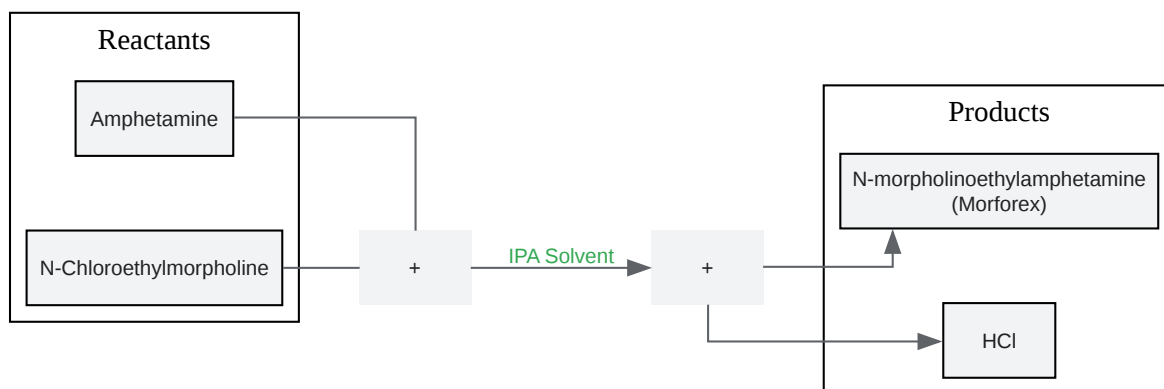 Reactants
Amphetamine
N-Chloroethylmorpholine
+
IPA Solvent
+
Products
N-morpholinoethylamphetamine
(Morforex)
HCl